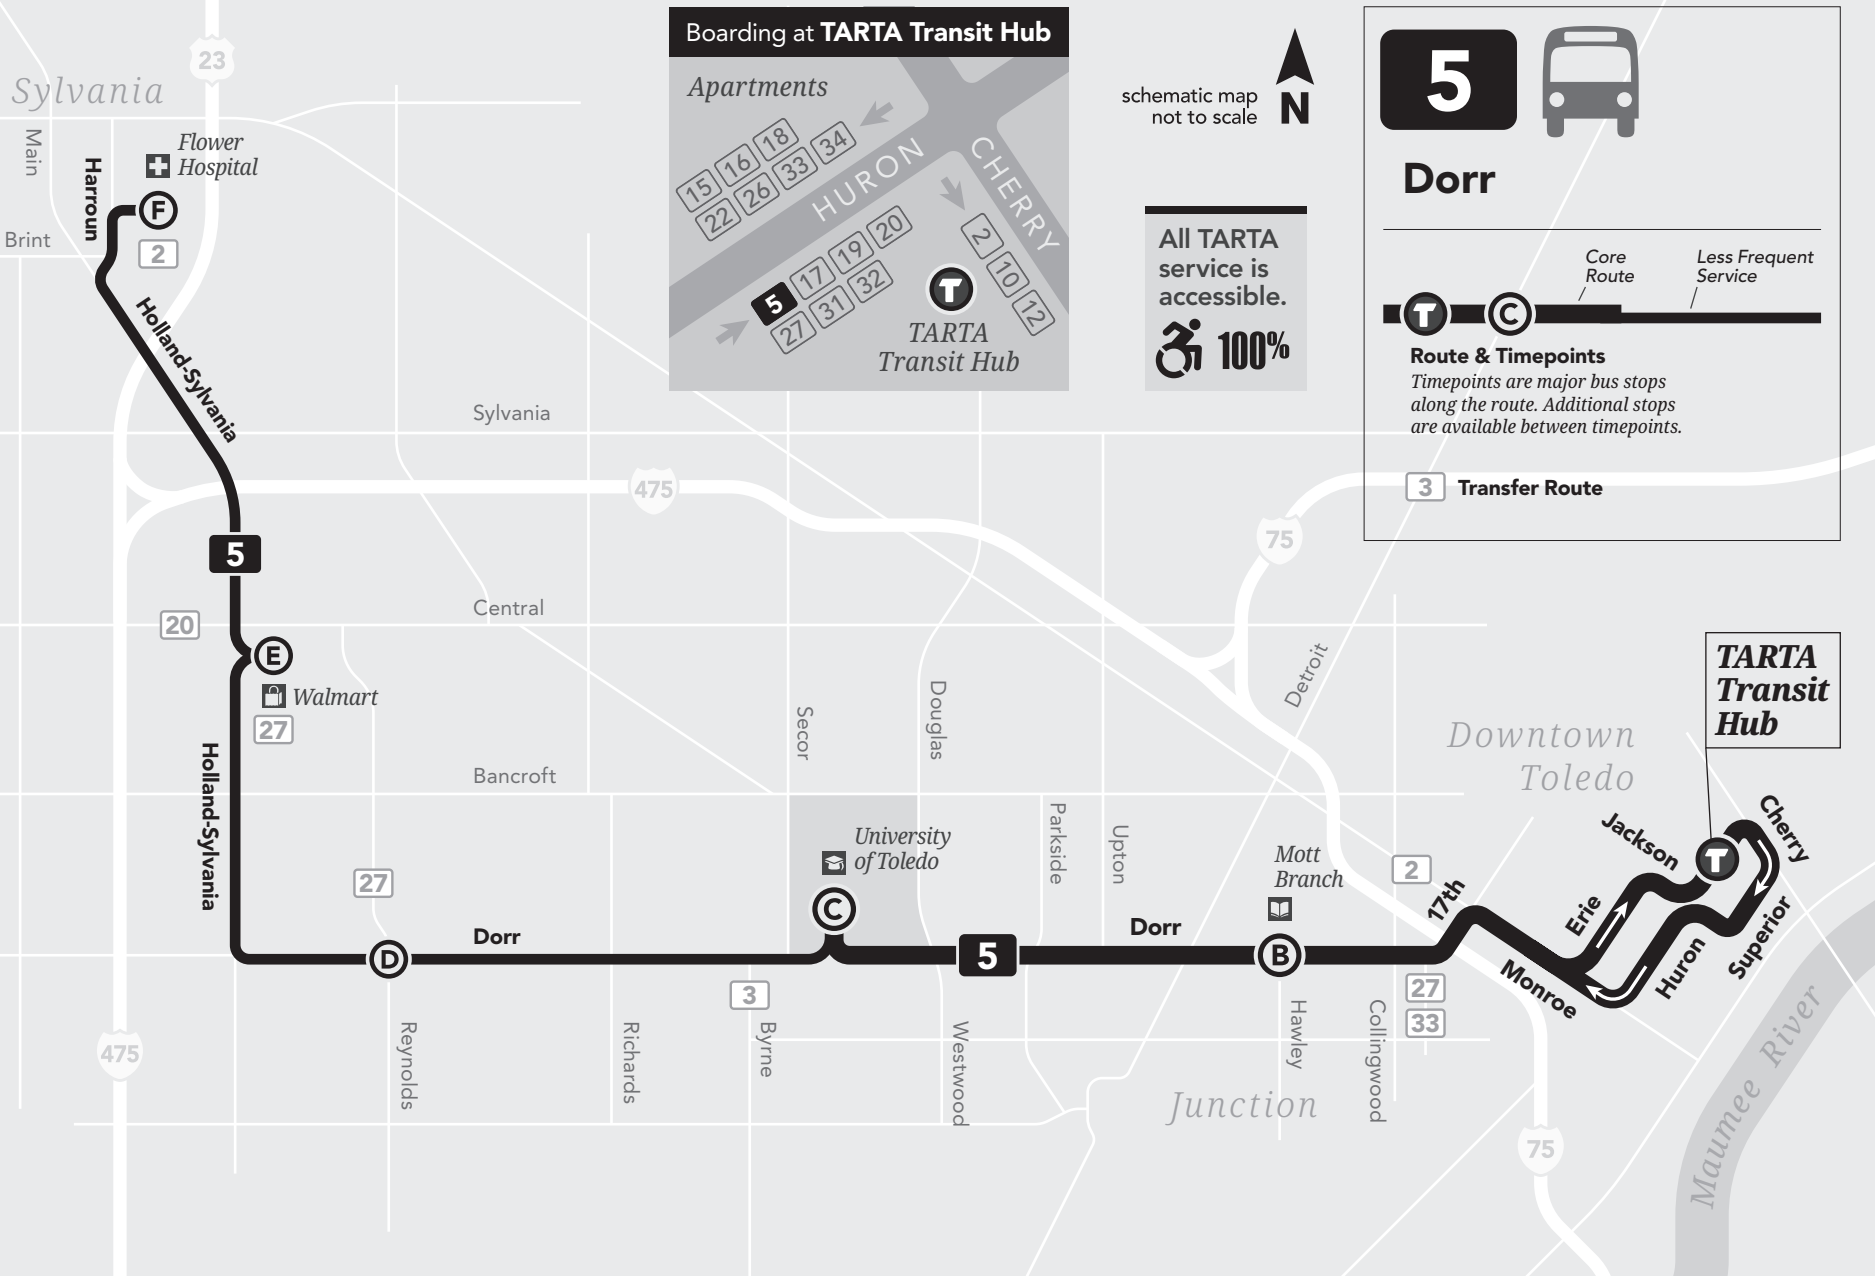 Boarding at TARTA Transit Hub
Apartments
15
16
18
22
26
33
34
HURON
CHERRY
5
17
19
20
27
31
32
2
10
12
T
TARTA
Transit Hub
schematic map
not to scale
N
All TARTA
service is
accessible.
100%
5
Dorr
Core
Route
Less Frequent
Service
T
C
Route & Timepoints
Timepoints are major bus stops
along the route. Additional stops
are available between timepoints.
3
Transfer Route
23
Sylvania
Main
Harroun
Flower
Hospital
F
2
Brint
Holland-Sylvania
Sylvania
475
75
5
Central
20
E
Walmart
27
Holland-Sylvania
Bancroft
Secor
Douglas
Detroit
Downtown
Toledo
TARTA
Transit
Hub
Parkside
Upton
University
of Toledo
C
Mott
Branch
2
27
Dorr
D
5
Dorr
B
17th
Monroe
Erie
Jackson
T
Cherry
Superior
Huron
3
27
33
475
Reynolds
Richards
Byrne
Westwood
Hawley
Collingwood
Junction
75
Maumee River